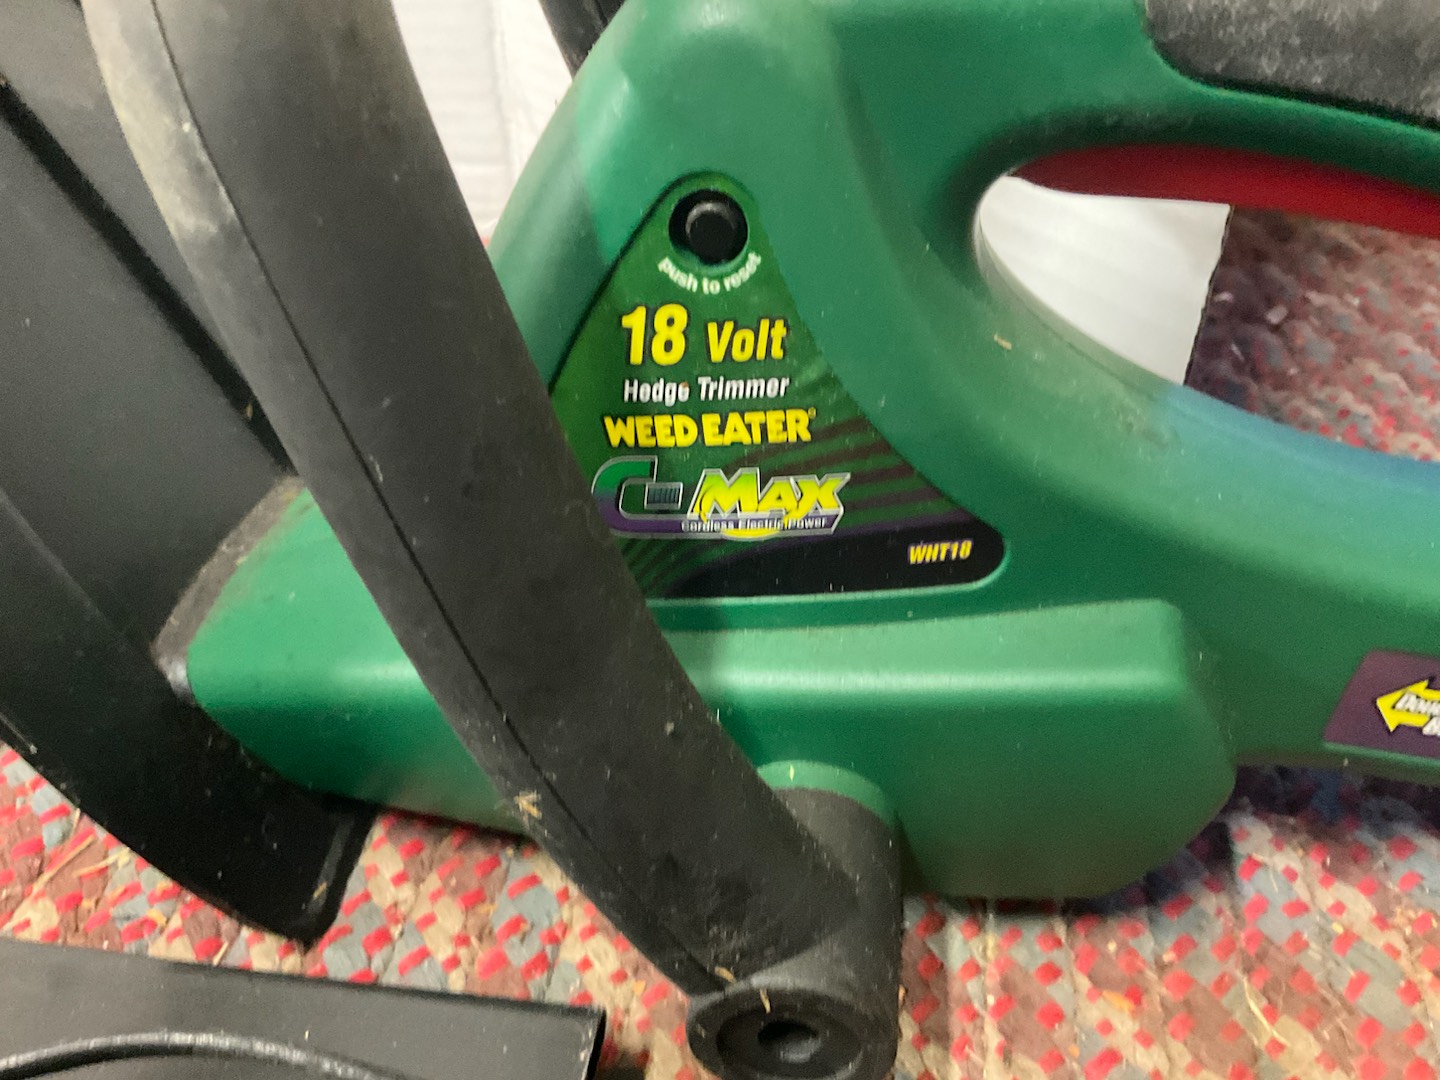 push to reset
18 Volt
Hedge Trimmer
WEED EATER®
C-MAX
Cordless Electric Power
WHT18